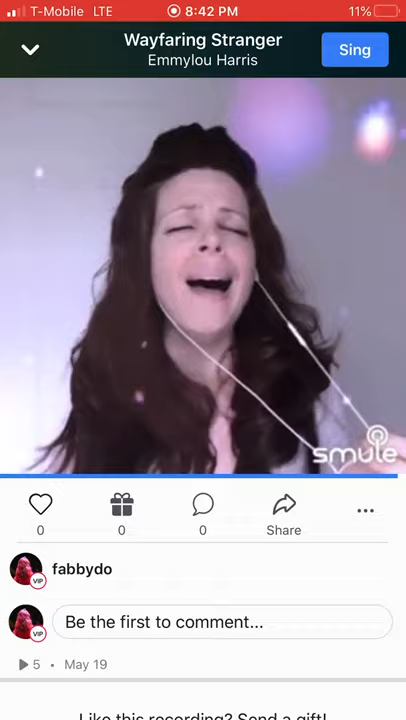 T-Mobile LTE 8:42 PM 11%
Wayfaring Stranger
Emmylou Harris
Sing
smule
0 0 0 Share
fabbydo
VIP
VIP
Be the first to comment...
5 • May 19
Like this recording? Send a gift!